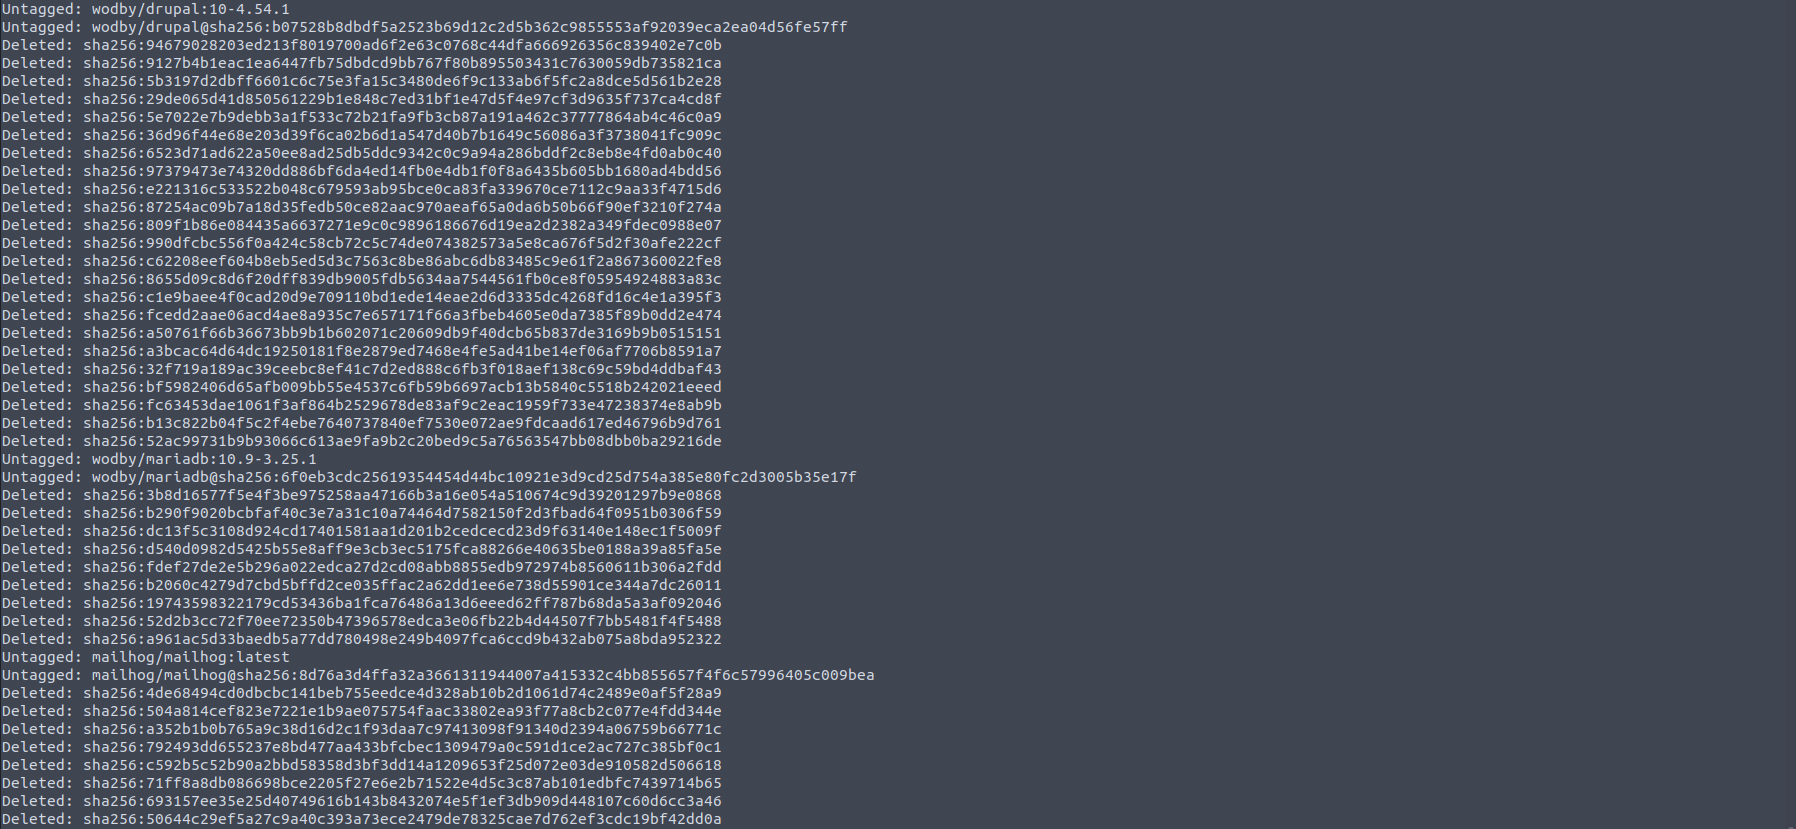 Untagged: wodby/drupal:10-4.54.1
Untagged: wodby/drupal@sha256:b07528b8dbdf5a2523b69d12c2d5b362c9855553af92039eca2ea04d56fe57ff
Deleted: sha256:94679028203ed213f8019700ad6f2e63c0768c44dfa666926356c839402e7c0b
Deleted: sha256:9127b4b1eac1ea6447fb75dbdcd9bb767f80b895503431c7630059db735821ca
Deleted: sha256:5b3197d2dbff6601c6c75e3fa15c3480de6f9c133ab6f5fc2a8dce5d561b2e28
Deleted: sha256:29de065d41d850561229b1e848c7ed31bf1e47d5f4e97cf3d9635f737ca4cd8f
Deleted: sha256:5e7022e7b9debb3a1f533c72b21fa9fb3cb87a191a462c37777864ab4c46c0a9
Deleted: sha256:36d96f44e68e203d39f6ca02b6d1a547d40b7b1649c56086a3f3738041fc909c
Deleted: sha256:6523d71ad622a50ee8ad25db5ddc9342c0c9a94a286bddf2c8eb8e4fd0ab0c40
Deleted: sha256:97379473e74320dd886bf6da4ed14fb0e4db1f0f8a6435b605bb1680ad4bdd56
Deleted: sha256:e221316c533522b048c679593ab95bce0ca83fa339670ce7112c9aa33f4715d6
Deleted: sha256:87254ac09b7a18d35fedb50ce82aac970aeaf65a0da6b50b66f90ef3210f274a
Deleted: sha256:809f1b86e084435a6637271e9c0c9896186676d19ea2d2382a349fdec0988e07
Deleted: sha256:990dfcbc556f0a424c58cb72c5c74de074382573a5e8ca676f5d2f30afe222cf
Deleted: sha256:c62208eef604b8eb5ed5d3c7563c8be86abc6db83485c9e61f2a867360022fe8
Deleted: sha256:8655d09c8d6f20dff839db9005fdb5634aa7544561fb0ce8f05954924883a83c
Deleted: sha256:c1e9baee4f0cad20d9e709110bd1ede14eae2d6d3335dc4268fd16c4e1a395f3
Deleted: sha256:fcedd2aae06acd4ae8a935c7e657171f66a3fbeb4605e0da7385f89b0dd2e474
Deleted: sha256:a50761f66b36673bb9b1b602071c20609db9f40dcb65b837de3169b9b0515151
Deleted: sha256:a3bcac64d64dc19250181f8e2879ed7468e4fe5ad41be14ef06af7706b8591a7
Deleted: sha256:32f719a189ac39ceebc8ef41c7d2ed888c6fb3f018aef138c69c59bd4ddbaf43
Deleted: sha256:bf5982406d65afb009bb55e4537c6fb59b6697acb13b5840c5518b242021eeed
Deleted: sha256:fc63453dae1061f3af864b2529678de83af9c2eac1959f733e47238374e8ab9b
Deleted: sha256:b13c822b04f5c2f4ebe7640737840ef7530e072ae9fdcaad617ed46796b9d761
Deleted: sha256:52ac99731b9b93066c613ae9fa9b2c20bed9c5a76563547bb08dbb0ba29216de
Untagged: wodby/mariadb:10.9-3.25.1
Untagged: wodby/mariadb@sha256:6f0eb3cdc25619354454d44bc10921e3d9cd25d754a385e80fc2d3005b35e17f
Deleted: sha256:3b8d16577f5e4f3be975258aa47166b3a16e054a510674c9d39201297b9e0868
Deleted: sha256:b290f9020bcbfaf40c3e7a31c10a74464d7582150f2d3fbad64f0951b0306f59
Deleted: sha256:dc13f5c3108d924cd17401581aa1d201b2cedcecd23d9f63140e148ec1f5009f
Deleted: sha256:d540d0982d5425b55e8aff9e3cb3ec5175fca88266e40635be0188a39a85fa5e
Deleted: sha256:fdef27de2e5b296a022edca27d2cd08abb8855edb972974b8560611b306a2fdd
Deleted: sha256:b2060c4279d7cbd5bffd2ce035ffac2a62dd1ee6e738d55901ce344a7dc26011
Deleted: sha256:19743598322179cd53436ba1fca76486a13d6eeed62ff787b68da5a3af092046
Deleted: sha256:52d2b3cc72f70ee72350b47396578edca3e06fb22b4d44507f7bb5481f4f5488
Deleted: sha256:a961ac5d33baedb5a77dd780498e249b4097fca6ccd9b432ab075a8bda952322
Untagged: mailhog/mailhog:latest
Untagged: mailhog/mailhog@sha256:8d76a3d4ffa32a3661311944007a415332c4bb855657f4f6c57996405c009bea
Deleted: sha256:4de68494cd0dbcbc141beb755eedce4d328ab10b2d1061d74c2489e0af5f28a9
Deleted: sha256:504a814cef823e7221e1b9ae075754faac33802ea93f77a8cb2c077e4fdd344e
Deleted: sha256:a352b1b0b765a9c38d16d2c1f93daa7c97413098f91340d2394a06759b66771c
Deleted: sha256:792493dd655237e8bd477aa433bfcbec1309479a0c591d1ce2ac727c385bf0c1
Deleted: sha256:c592b5c52b90a2bbd58358d3bf3dd14a1209653f25d072e03de910582d506618
Deleted: sha256:71ff8a8db086698bce2205f27e6e2b71522e4d5c3c87ab101edbfc7439714b65
Deleted: sha256:693157ee35e25d40749616b143b8432074e5f1ef3db909d448107c60d6cc3a46
Deleted: sha256:50644c29ef5a27c9a40c393a73ece2479de78325cae7d762ef3cdc19bf42dd0a